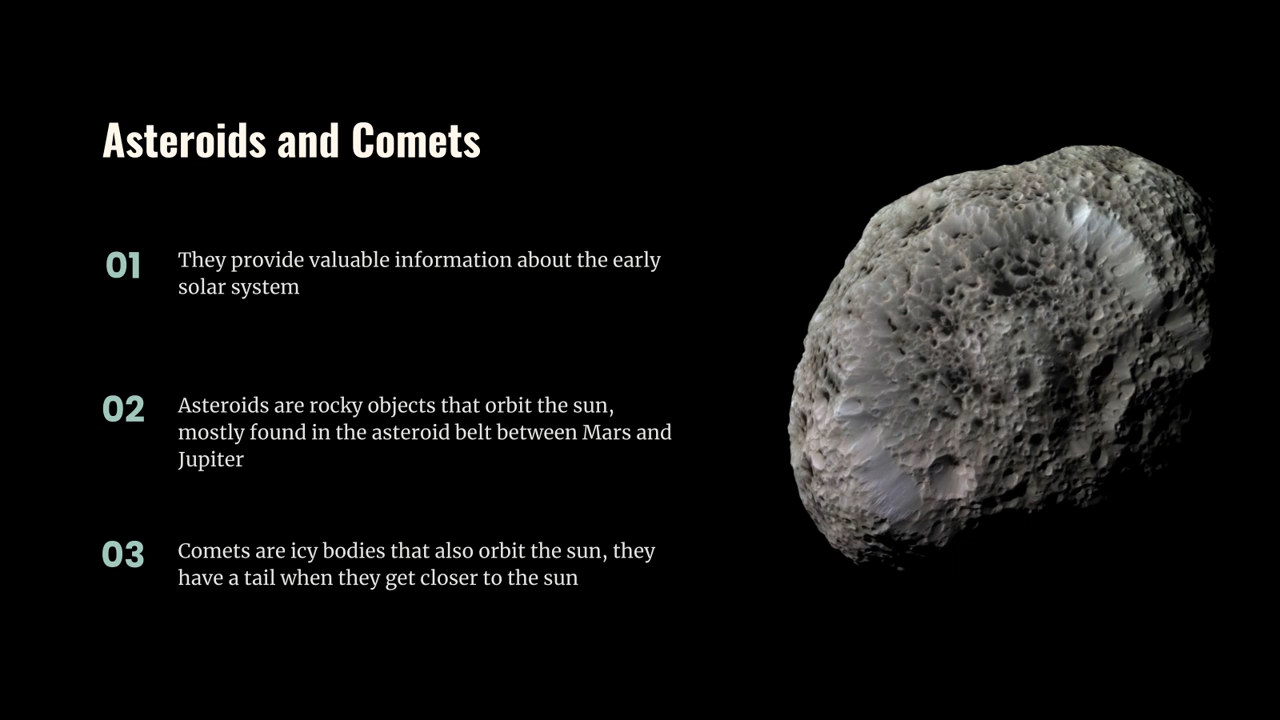 Asteroids and Comets
01
They provide valuable information about the early
solar system
02
Asteroids are rocky objects that orbit the sun,
mostly found in the asteroid belt between Mars and
Jupiter
03
Comets are icy bodies that also orbit the sun, they
have a tail when they get closer to the sun